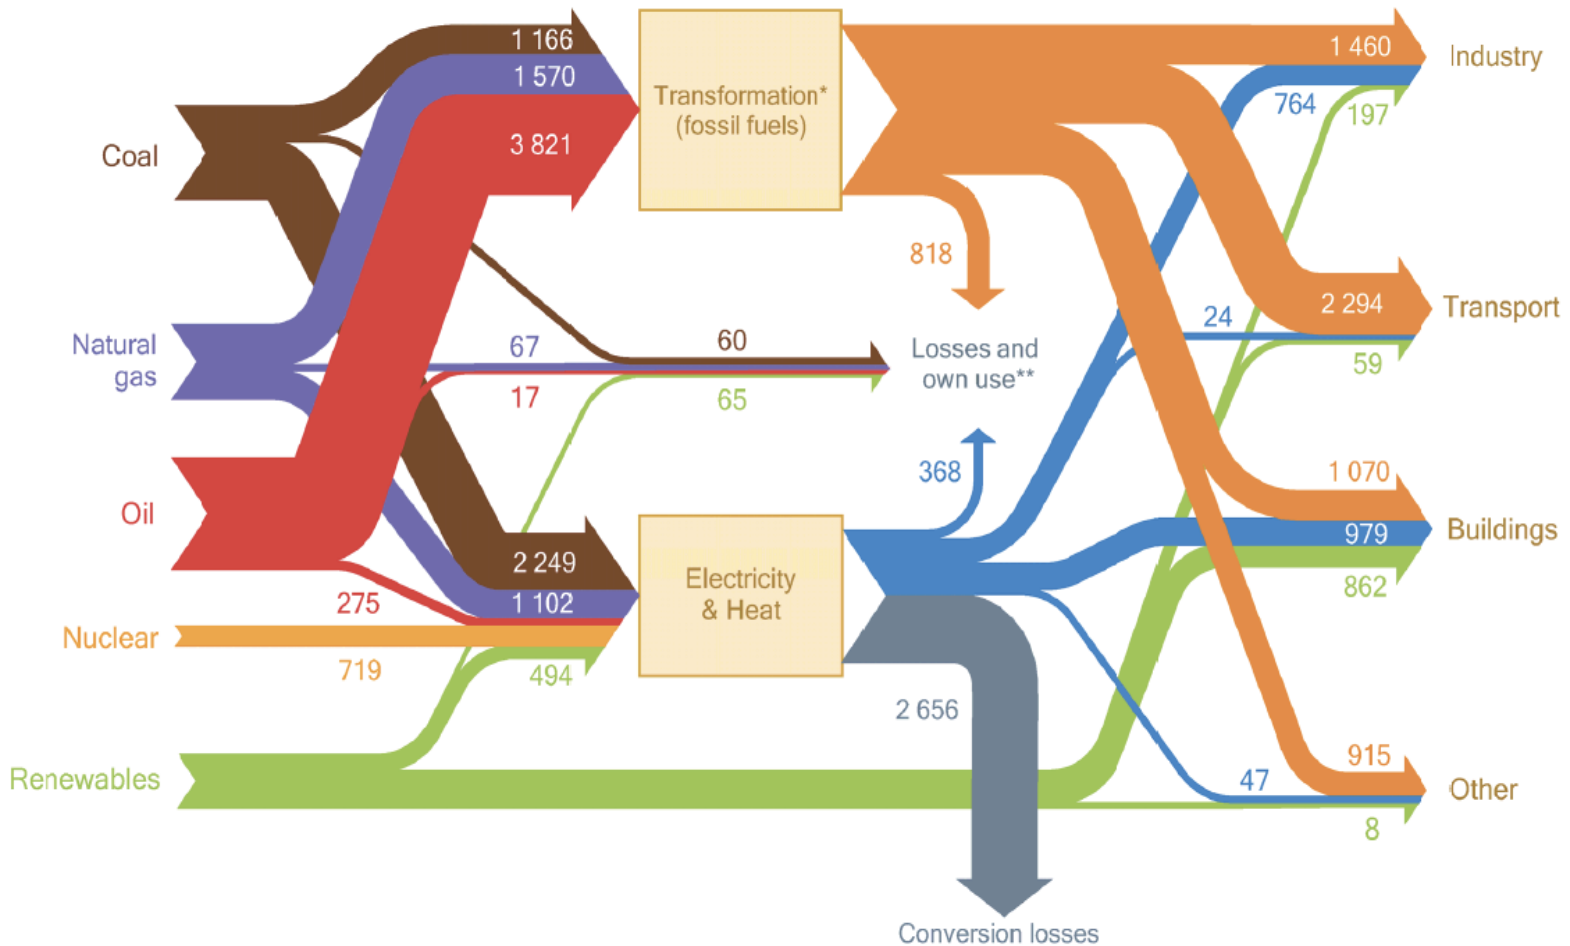 1 166
1 570
3 821
Transformation*
(fossil fuels)
1 460
Industry
764
197
Coal
818
2 294
Transport
24
59
Natural
gas
67
17
60
65
Losses and
own use**
Oil
368
1 070
979
862
Buildings
2 249
1 102
275
Electricity
& Heat
Nuclear
719
494
2 656
Renewables
915
47
8
Other
Conversion losses